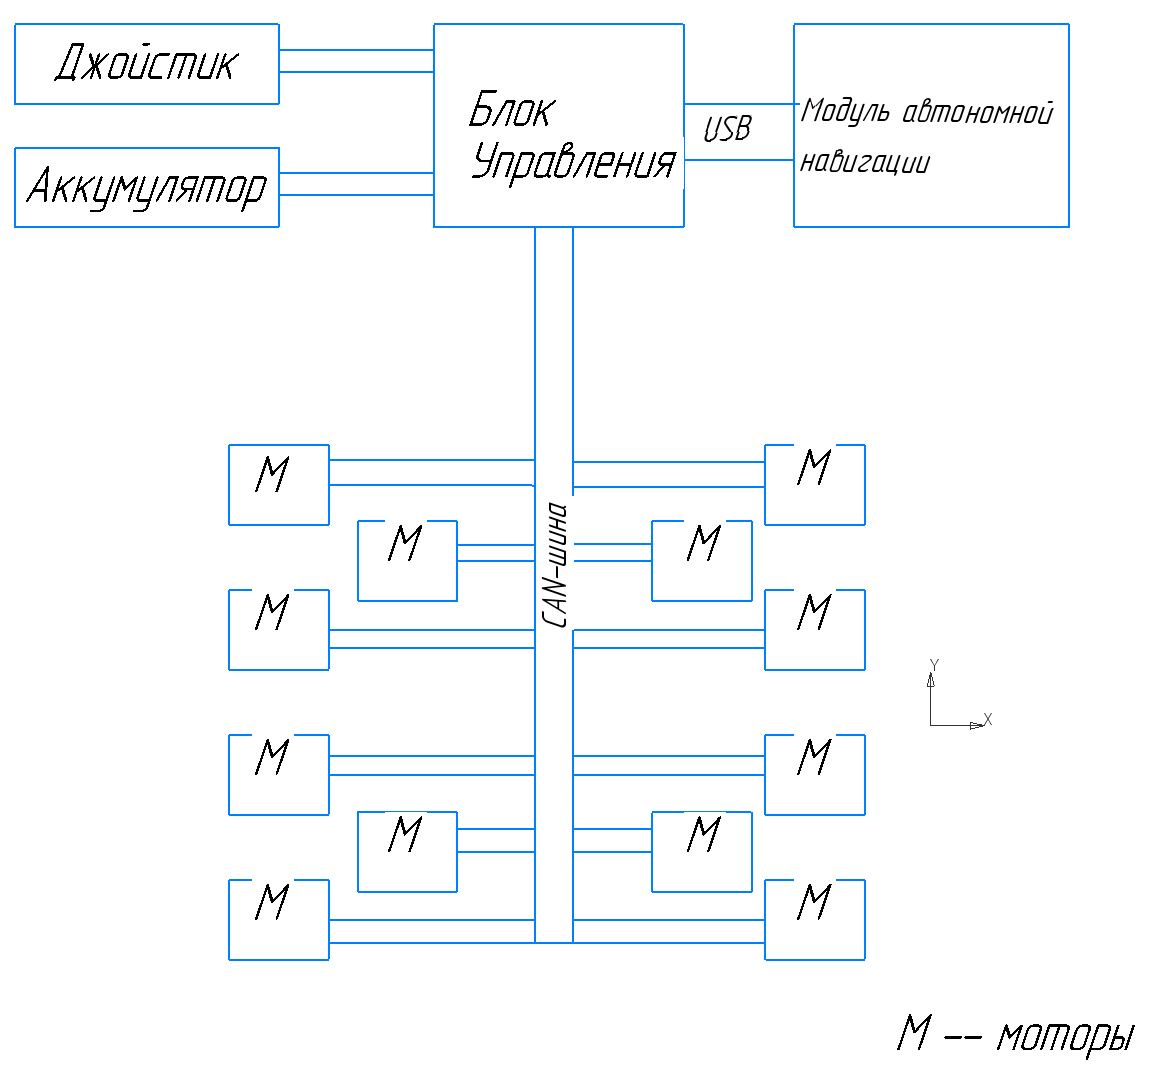 Джойстик
Аккумулятор
Блок
Управления
USB
Модуль автономной
навигации
M
M
M
M
CAN-шина
M
M
M
M
M
M
M
M
Y
X
M -- моторы